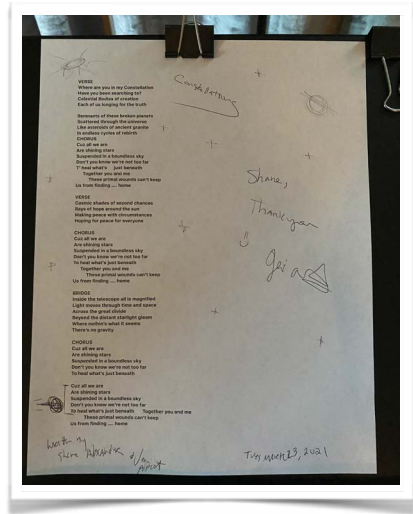 Constellations
VERSE
Where are you in my Constellation
Have you been searching to?
Celestial Bodies of creation
Each of us longing for the truth
Remnants of these broken planets
Scattered through the universe
Like asteroids of ancient granite
In endless cycles of rebirth
CHORUS
Cuz all we are
Are shining stars
Suspended in a boundless sky
Don't you know we're not too far
T' heal what's just beneath
Together you and me
These primal wounds can't keep
Us from finding .... home
VERSE
Cosmic shades of second chances
Rays of hope around the sun
Making peace with circumstances
Hoping for peace for everyone
CHORUS
Cuz all we are
Are shining stars
Suspended in a boundless sky
Don't you know we're not too far
To heal what's just beneath
Together you and me
These primal wounds can't keep
Us from finding .... home
BRIDGE
Inside the telescope all is magnified
Light moves through time and space
Across the great divide
Beyond the distant starlight gleam
Where nothin's what it seems
There's no gravity
CHORUS
Cuz all we are
Are shining stars
Suspended in a boundless sky
Don't you know we're not too far
To heal what's just beneath
Cuz all we are
Are shining stars
Suspended in a boundless sky
Don't you know we're not too far
To heal what's just beneath Together you and me
These primal wounds can't keep
Us from finding .... home
Shane,
Thank you
:)
written by
Shane
Tues March 23, 2021